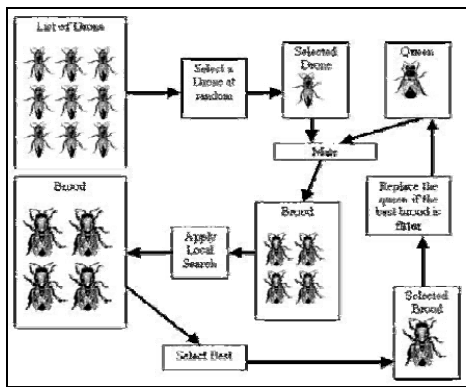 List of Drone
Select a
Drone at
random
Selected
Drone
Queen
Mate
Brood
Apply
Local
Search
Brood
Replace the
queen if the
best brood is
fitter
Select Best
Selected
Brood